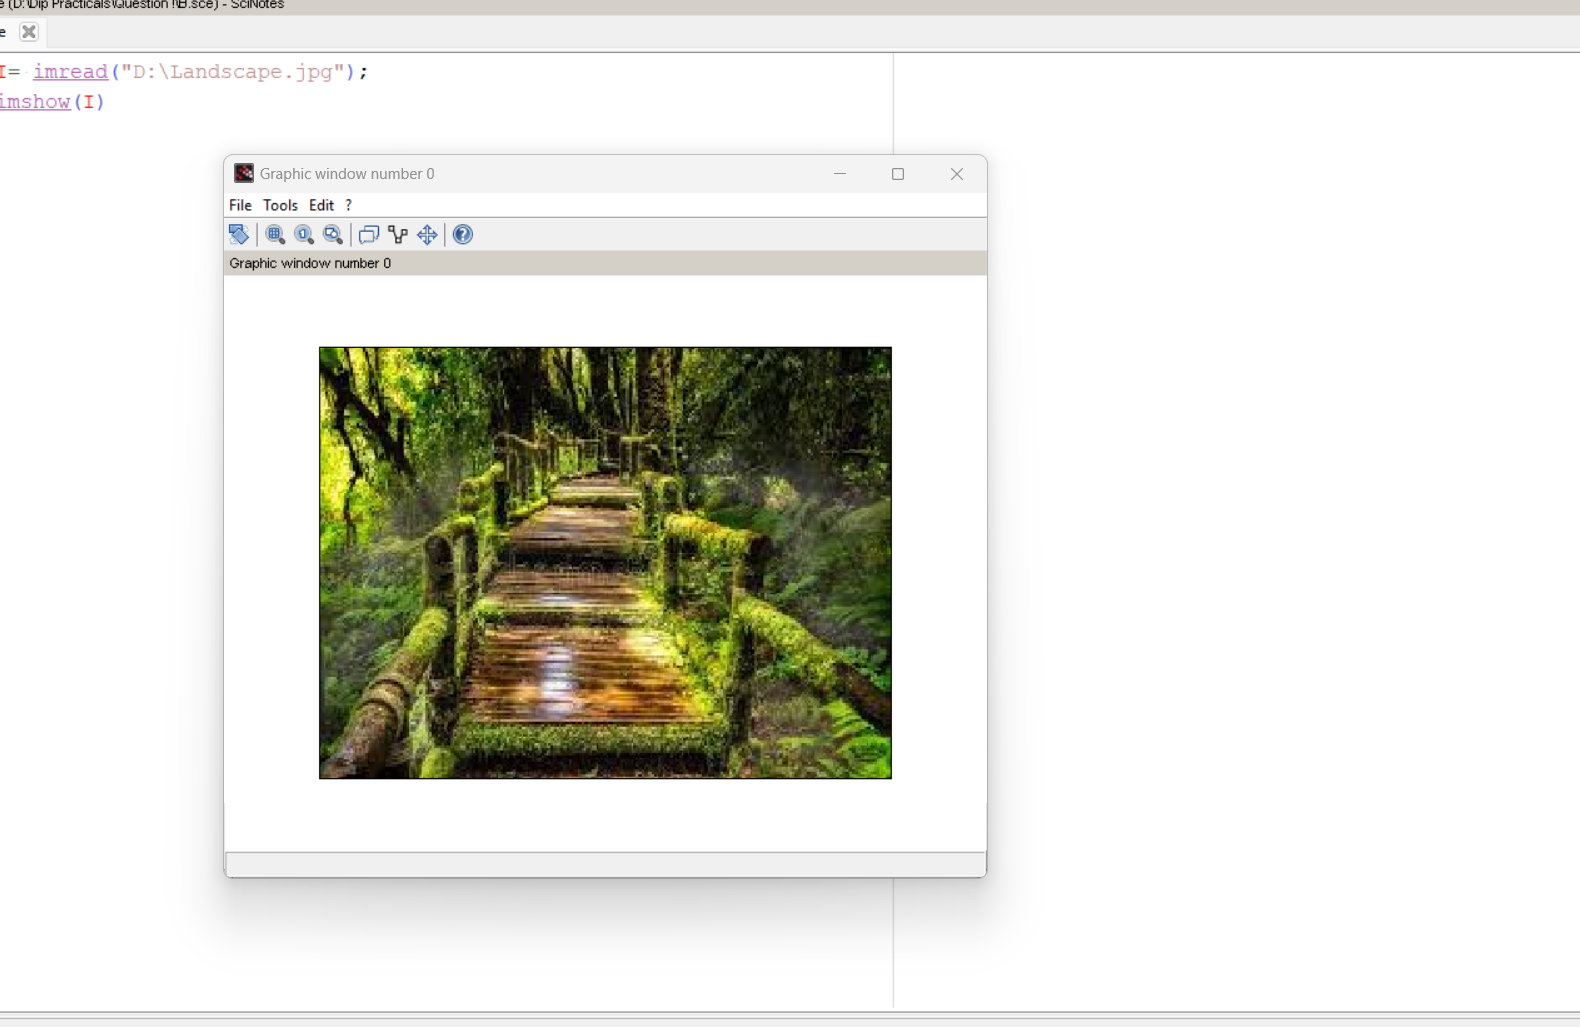 e (D:\Dip Practicals\Question !\B.sce) - SciNotes
e
I= imread("D:\Landscape.jpg");
imshow(I)
Graphic window number 0
File Tools Edit ?
Graphic window number 0